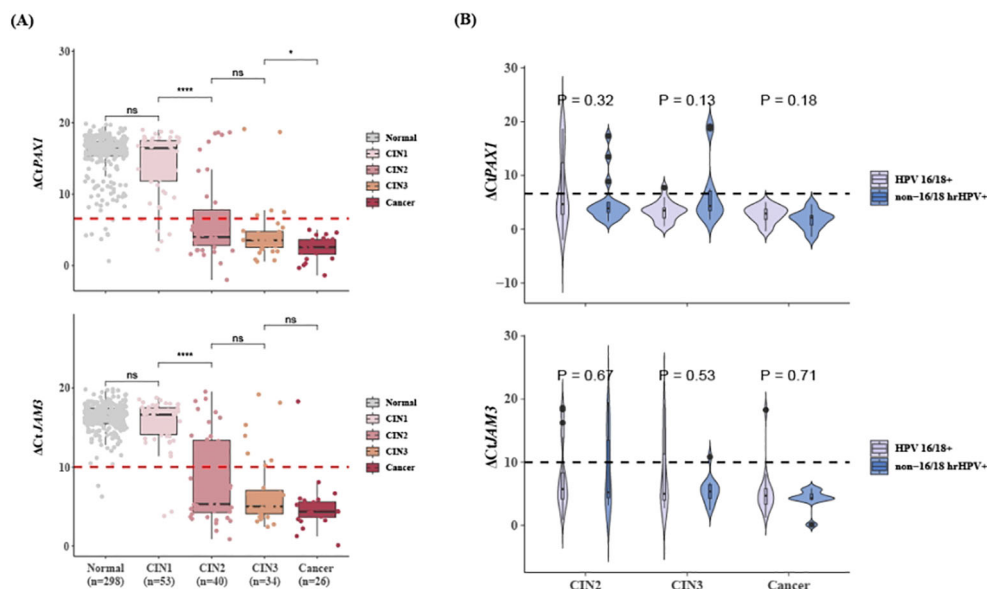 (A)
(B)
30
20
10
0
ΔCtPAX1
ns
****
ns
*
Normal
CIN1
CIN2
CIN3
Cancer
20
10
0
ΔCtJAM3
ns
****
ns
ns
Normal
CIN1
CIN2
CIN3
Cancer
Normal CIN1 CIN2 CIN3 Cancer
(n=298) (n=53) (n=40) (n=34) (n=26)
30
20
10
0
−10
ΔCtPAX1
P = 0.32 P = 0.13 P = 0.18
HPV 16/18+
non−16/18 hrHPV+
30
20
10
0
ΔCtJAM3
P = 0.67 P = 0.53 P = 0.71
HPV 16/18+
non−16/18 hrHPV+
CIN2 CIN3 Cancer